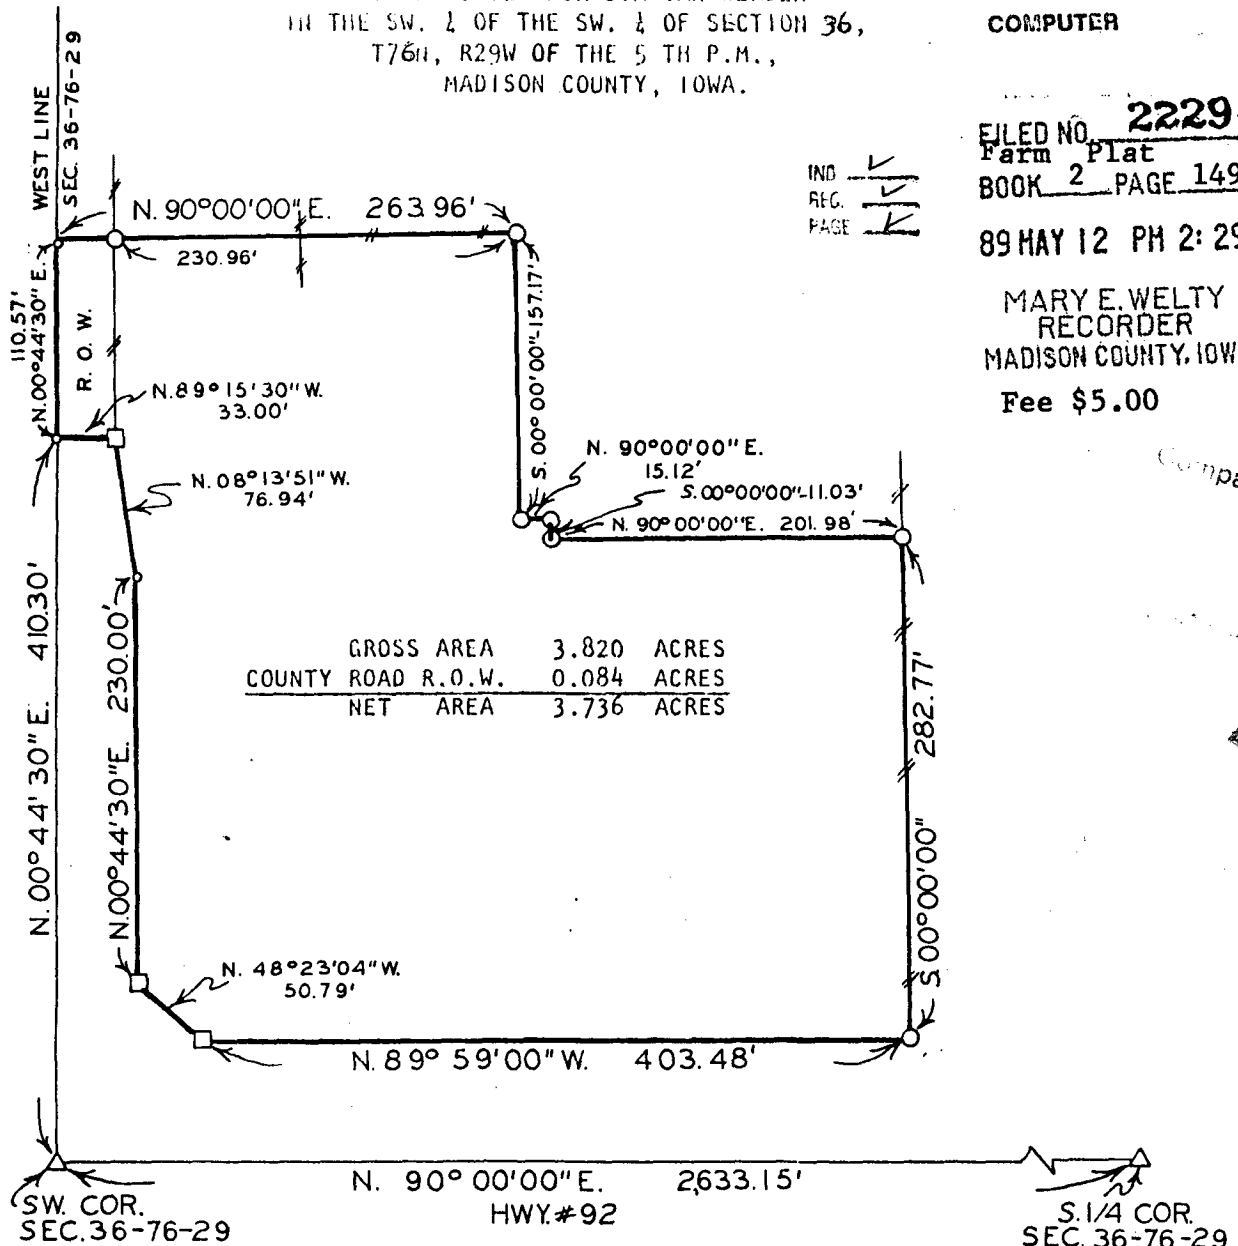 IN THE SW. ¼ OF THE SW. ¼ OF SECTION 36,
T76N, R29W OF THE 5 TH P.M.,
MADISON COUNTY, IOWA.
COMPUTER
FILED NO. 2229
Farm Plat
BOOK 2 PAGE 149
89 MAY 12 PM 2:29
MARY E. WELTY
RECORDER
MADISON COUNTY, IOW
Fee $5.00
IND ✓
REC. ✓
PAGE ✓
WEST LINE
SEC. 36-76-29
N. 90°00'00" E. 263.96'
230.96'
110.57'
N.00°44'30" E.
R. O. W.
N.89°15'30" W.
33.00'
S. 00°00'00"-157.17'
N. 90°00'00" E.
15.12'
S.00°00'00"-11.03'
N. 90°00'00"E. 201.98'
N.08°13'51" W.
76.94'
N.00°44'30" E. 410.30'
N.00°44'30"E. 230.00'
GROSS AREA 3.820 ACRES
COUNTY ROAD R.O.W. 0.084 ACRES
NET AREA 3.736 ACRES
S.00°00'00" 282.77'
N. 48°23'04" W.
50.79'
N. 89° 59'00" W. 403.48'
N. 90°00'00" E. 2,633.15'
HWY. #92
SW. COR.
SEC. 36-76-29
S. 1/4 COR.
SEC. 36-76-29